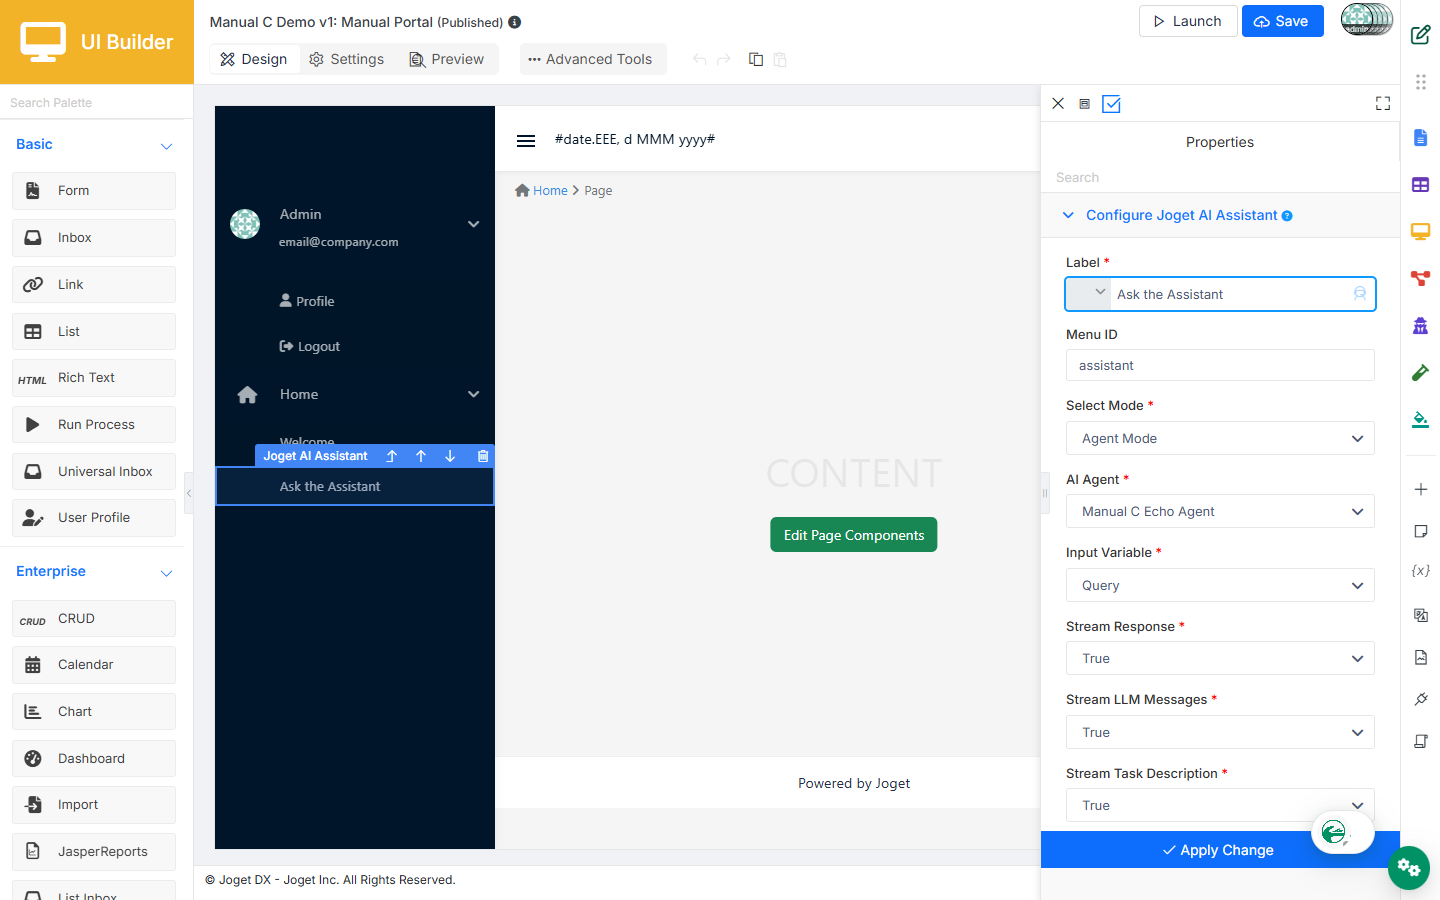 UI Builder
Manual C Demo v1: Manual Portal (Published)
Launch
Save
admin
Design
Settings
Preview
Advanced Tools
Search Palette
Basic
Form
Inbox
Link
List
HTML Rich Text
Run Process
Universal Inbox
User Profile
Enterprise
CRUD CRUD
Calendar
Chart
Dashboard
Import
JasperReports
List Inbox
Admin
email@company.com
Profile
Logout
Home
Welcome
Joget AI Assistant
Ask the Assistant
#date.EEE, d MMM yyyy#
Home > Page
CONTENT
Edit Page Components
Powered by Joget
© Joget DX - Joget Inc. All Rights Reserved.
Properties
Search
Configure Joget AI Assistant
Label *
Ask the Assistant
Menu ID
assistant
Select Mode *
Agent Mode
AI Agent *
Manual C Echo Agent
Input Variable *
Query
Stream Response *
True
Stream LLM Messages *
True
Stream Task Description *
True
Apply Change
{x}